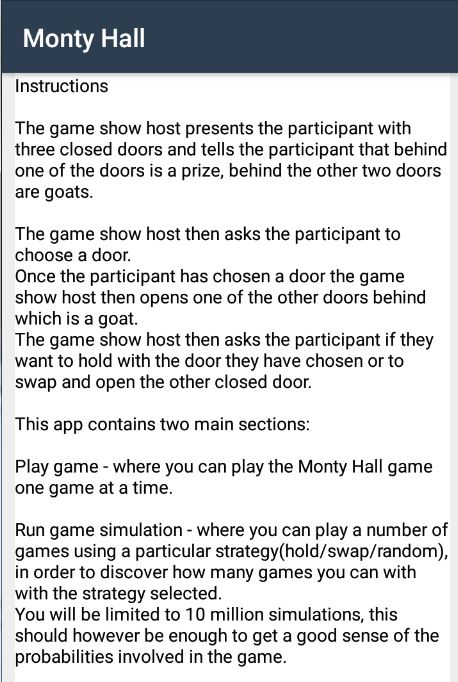 Monty Hall
Instructions
The game show host presents the participant with
three closed doors and tells the participant that behind
one of the doors is a prize, behind the other two doors
are goats.
The game show host then asks the participant to
choose a door.
Once the participant has chosen a door the game
show host then opens one of the other doors behind
which is a goat.
The game show host then asks the participant if they
want to hold with the door they have chosen or to
swap and open the other closed door.
This app contains two main sections:
Play game - where you can play the Monty Hall game
one game at a time.
Run game simulation - where you can play a number of
games using a particular strategy(hold/swap/random),
in order to discover how many games you can with
with the strategy selected.
You will be limited to 10 million simulations, this
should however be enough to get a good sense of the
probabilities involved in the game.